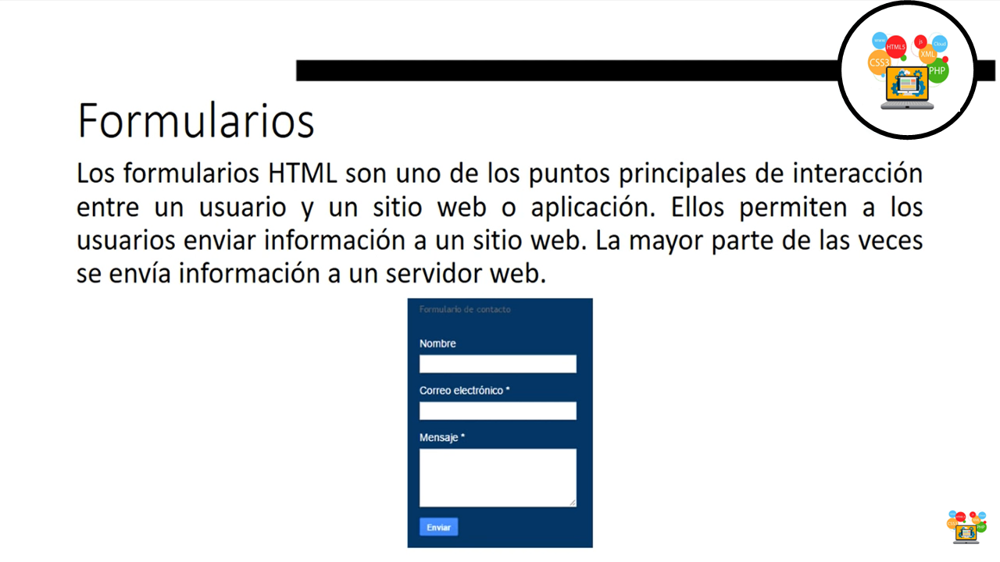 www
HTML5
js
Cloud
CSS3
XML
PHP
Formularios
Los formularios HTML son uno de los puntos principales de interacción
entre un usuario y un sitio web o aplicación. Ellos permiten a los
usuarios enviar información a un sitio web. La mayor parte de las veces
se envía información a un servidor web.
Formulario de contacto
Nombre
Correo electrónico *
Mensaje *
Enviar